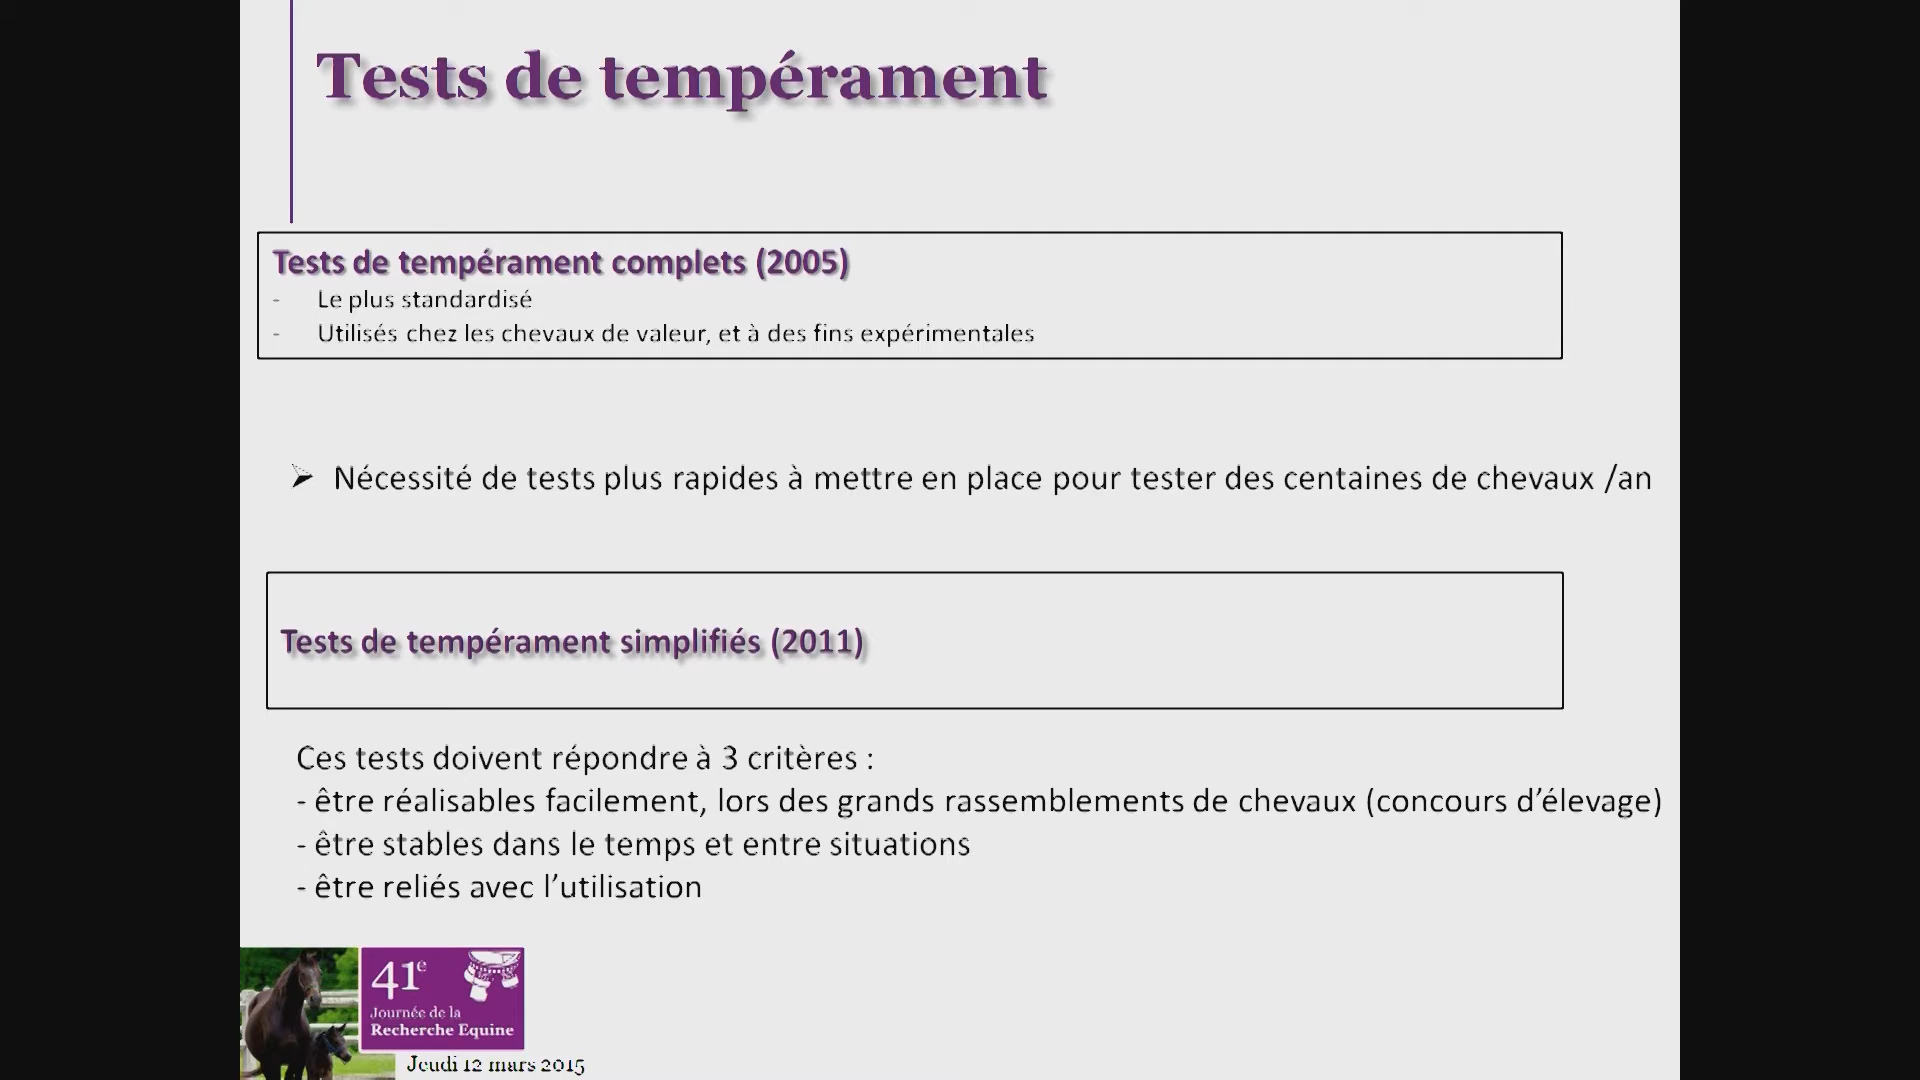 Tests de tempérament
Tests de tempérament complets (2005)
- Le plus standardisé
- Utilisés chez les chevaux de valeur, et à des fins expérimentales
➢ Nécessité de tests plus rapides à mettre en place pour tester des centaines de chevaux /an
Tests de tempérament simplifiés (2011)
Ces tests doivent répondre à 3 critères :
- être réalisables facilement, lors des grands rassemblements de chevaux (concours d’élevage)
- être stables dans le temps et entre situations
- être reliés avec l’utilisation
41e
Journée de la
Recherche Equine
Jeudi 12 mars 2015